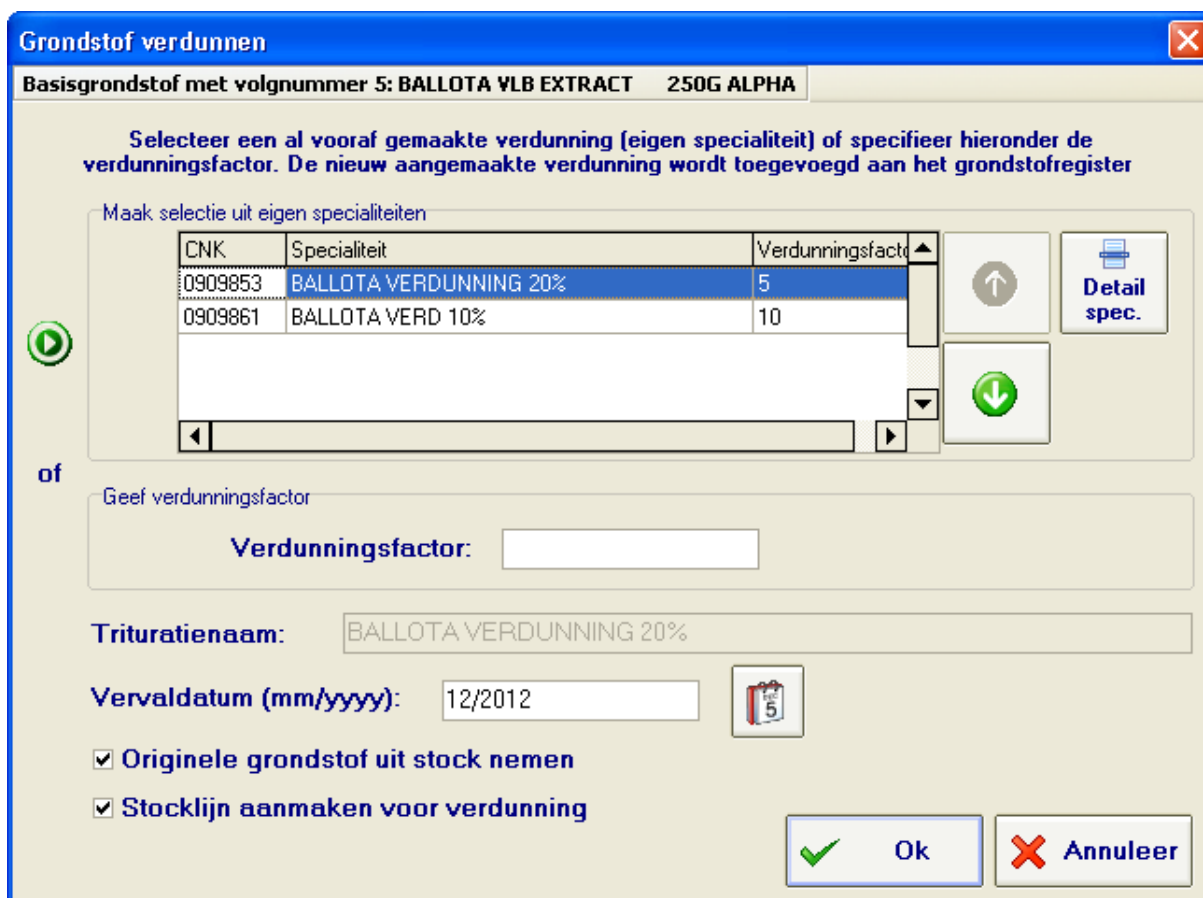 Grondstof verdunnen
Basisgrondstof met volgnummer 5: BALLOTA VLB EXTRACT 250G ALPHA
Selecteer een al vooraf gemaakte verdunning (eigen specialiteit) of specifieer hieronder de
verdunningsfactor. De nieuw aangemaakte verdunning wordt toegevoegd aan het grondstofregister
Maak selectie uit eigen specialiteiten
CNK Specialiteit Verdunningsfacto
0909853 BALLOTA VERDUNNING 20% 5
0909861 BALLOTA VERD 10% 10
Detail
spec.
of
Geef verdunningsfactor
Verdunningsfactor:
Trituratienaam: BALLOTA VERDUNNING 20%
Vervaldatum (mm/yyyy): 12/2012
5
Originele grondstof uit stock nemen
Stocklijn aanmaken voor verdunning
Ok Annuleer